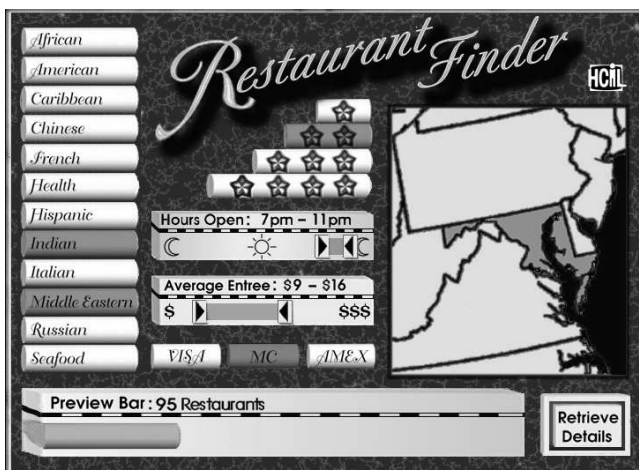 Restaurant Finder
HCIL
African
American
Caribbean
Chinese
French
Health
Hispanic
Indian
Italian
Middle Eastern
Russian
Seafood
Hours Open: 7pm – 11pm
Average Entree: $9 – $16
$ $$$
VISA MC AMEX
Preview Bar: 95 Restaurants
Retrieve
Details